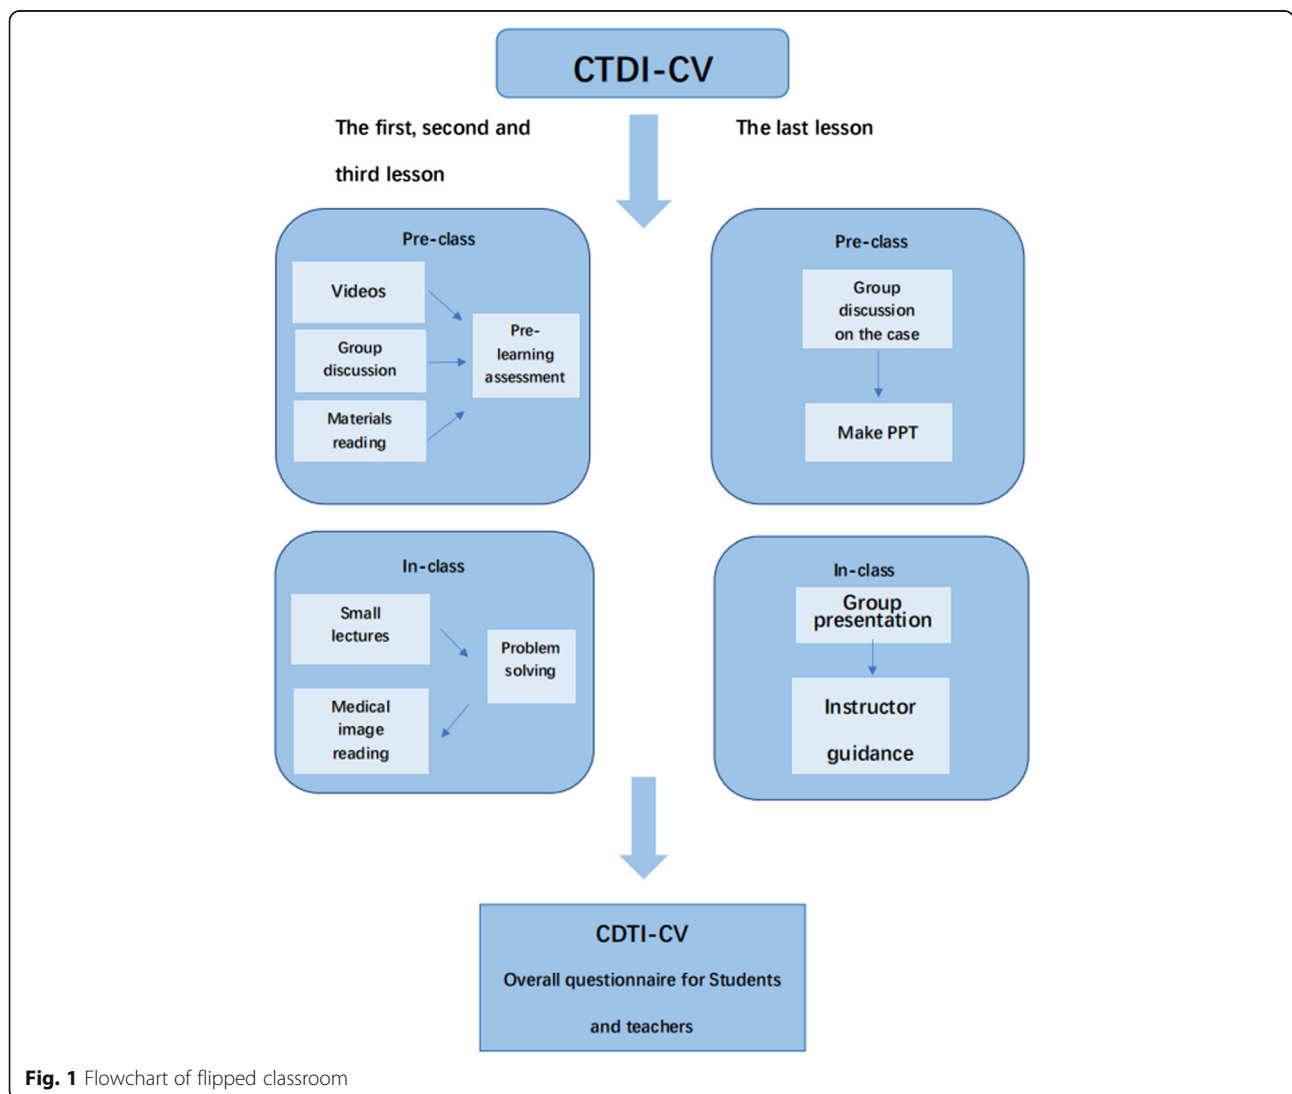 CTDI-CV
The first, second and
third lesson
The last lesson
Pre-class
Videos
Group
discussion
Materials
reading
Pre-
learning
assessment
Pre-class
Group
discussion
on the case
Make PPT
In-class
Small
lectures
Problem
solving
Medical
image
reading
In-class
Group
presentation
Instructor
guidance
CDTI-CV
Overall questionnaire for Students
and teachers
Fig. 1 Flowchart of flipped classroom